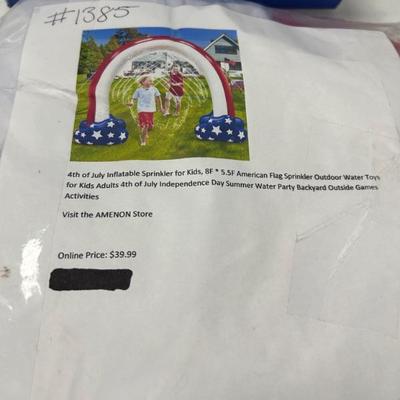 #1385
4th of July Inflatable Sprinkler for Kids, 8F * 5.5F American Flag Sprinkler Outdoor Water Toys
for Kids Adults 4th of July Independence Day Summer Water Party Backyard Outside Games
Activities
Visit the AMENON Store
Online Price: $39.99